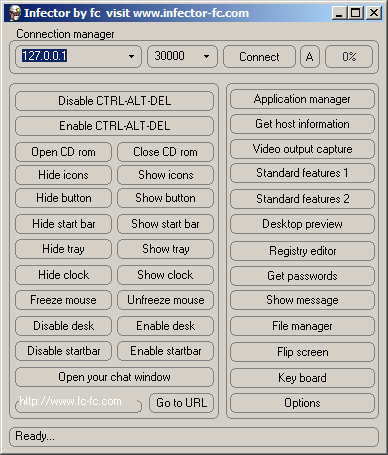 Infector by fc visit www.infector-fc.com
Connection manager
127.0.0.1 30000 Connect A 0%
Disable CTRL-ALT-DEL
Enable CTRL-ALT-DEL
Open CD rom Close CD rom
Hide icons Show icons
Hide button Show button
Hide start bar Show start bar
Hide tray Show tray
Hide clock Show clock
Freeze mouse Unfreeze mouse
Disable desk Enable desk
Disable startbar Enable startbar
Open your chat window
http://www.fc-fc.com Go to URL
Application manager
Get host information
Video output capture
Standard features 1
Standard features 2
Desktop preview
Registry editor
Get passwords
Show message
File manager
Flip screen
Key board
Options
Ready...